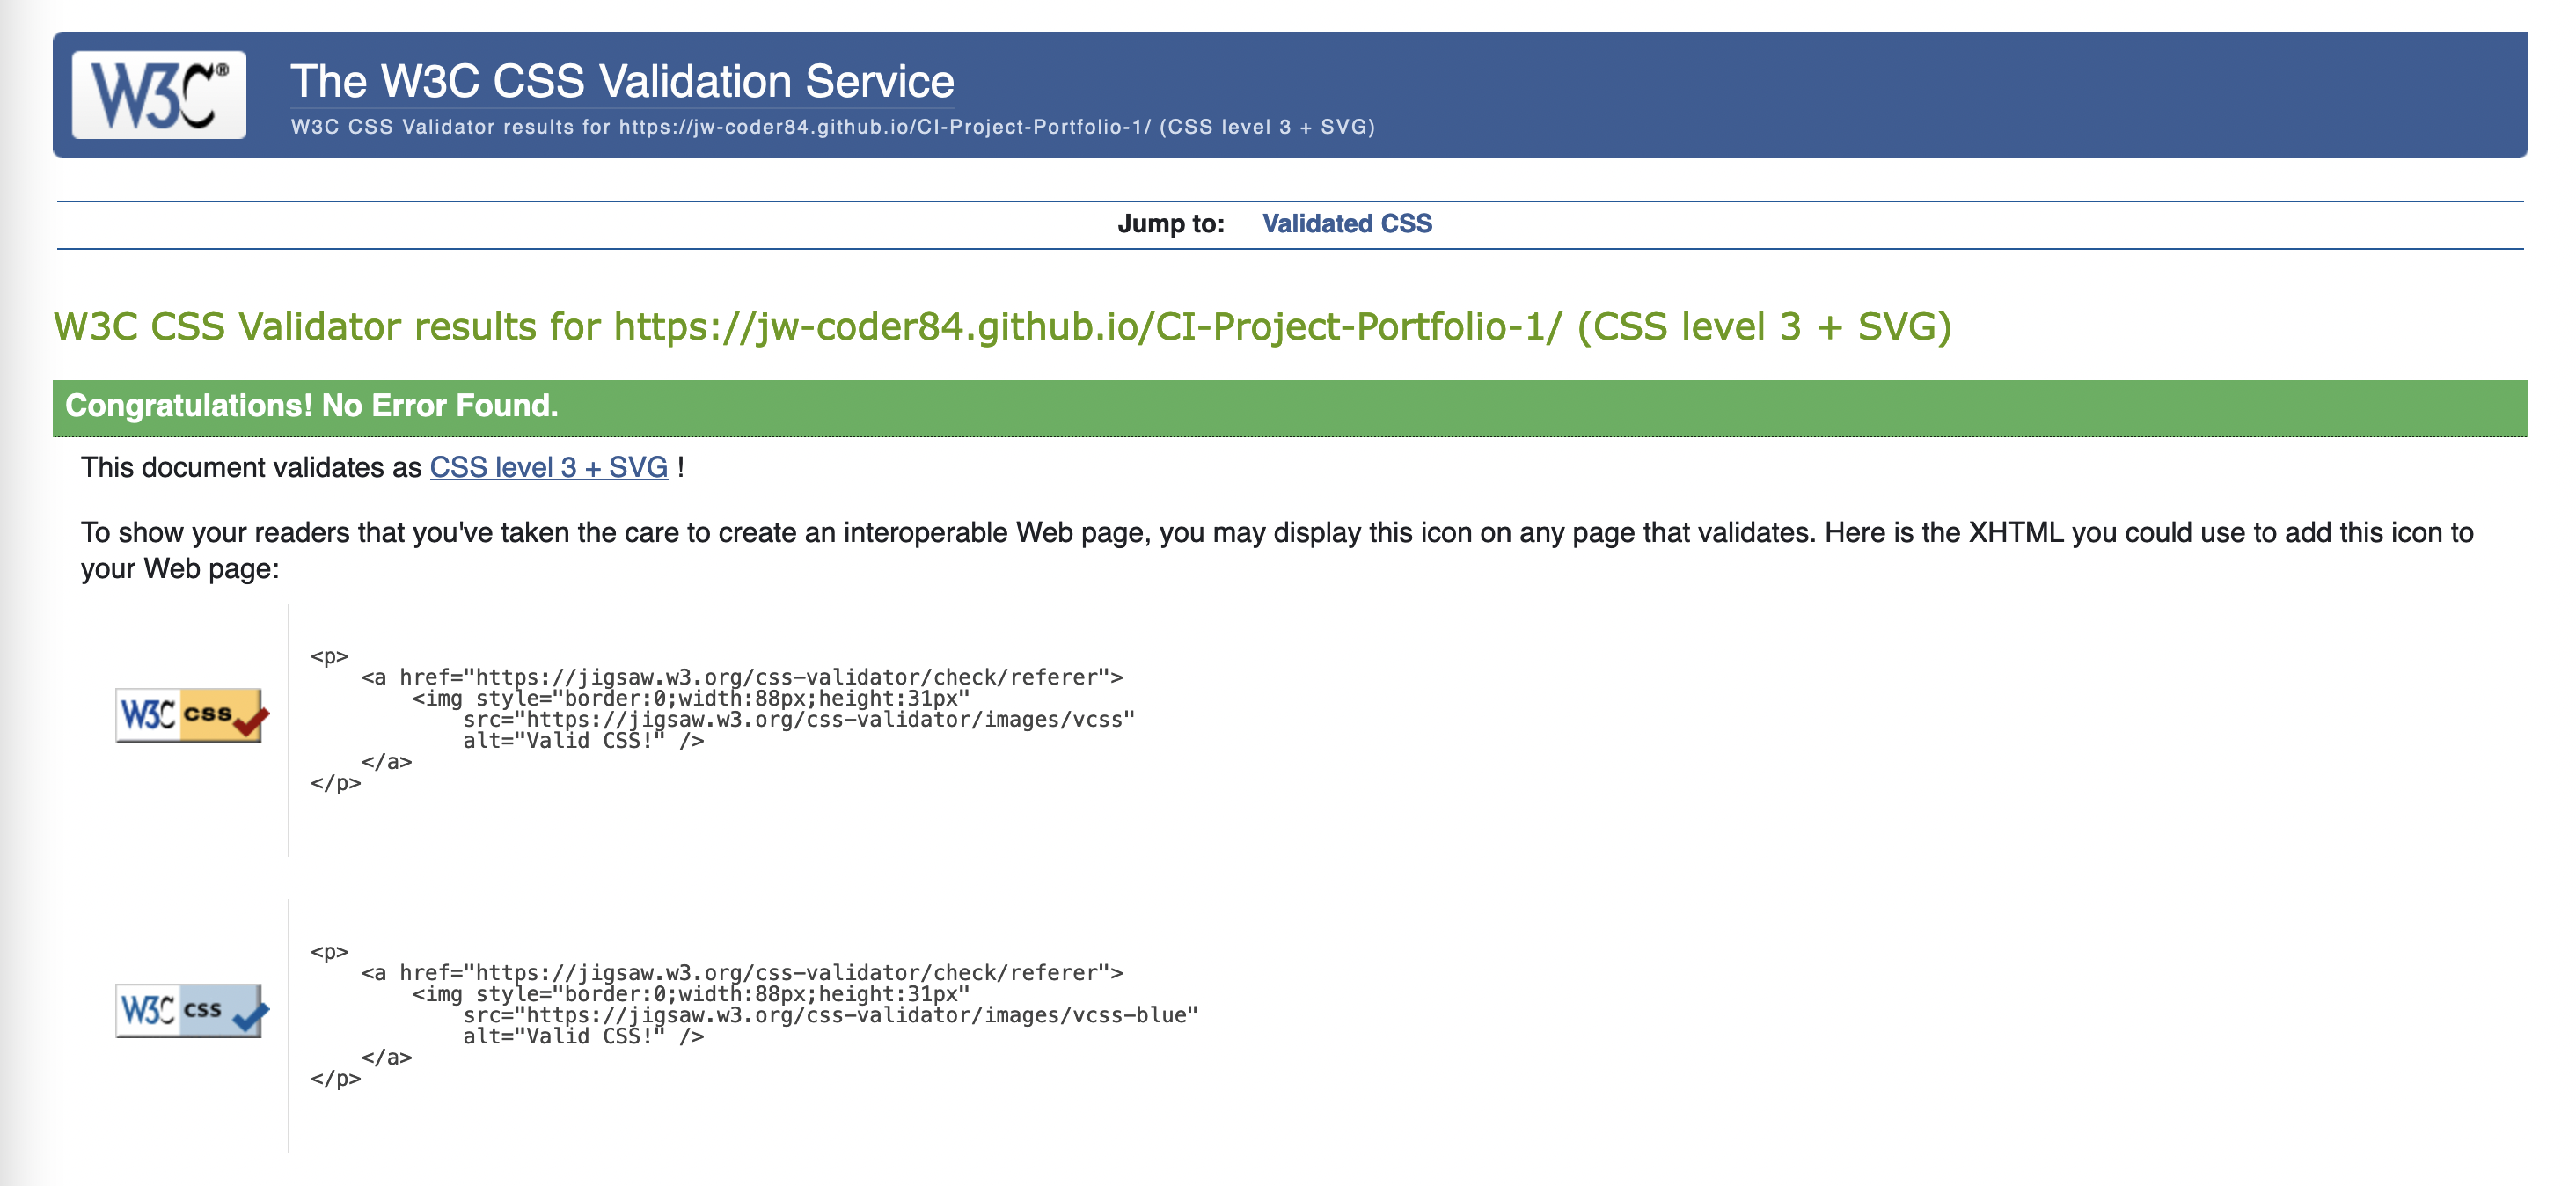 W3C®
The W3C CSS Validation Service
W3C CSS Validator results for https://jw-coder84.github.io/CI-Project-Portfolio-1/ (CSS level 3 + SVG)
Jump to: Validated CSS
W3C CSS Validator results for https://jw-coder84.github.io/CI-Project-Portfolio-1/ (CSS level 3 + SVG)
Congratulations! No Error Found.
This document validates as CSS level 3 + SVG !
To show your readers that you've taken the care to create an interoperable Web page, you may display this icon on any page that validates. Here is the XHTML you could use to add this icon to
your Web page:
W3C css
<p>
    <a href="https://jigsaw.w3.org/css-validator/check/referer">
        <img style="border:0;width:88px;height:31px"
            src="https://jigsaw.w3.org/css-validator/images/vcss"
            alt="Valid CSS!" />
    </a>
</p>
W3C css
<p>
    <a href="https://jigsaw.w3.org/css-validator/check/referer">
        <img style="border:0;width:88px;height:31px"
            src="https://jigsaw.w3.org/css-validator/images/vcss-blue"
            alt="Valid CSS!" />
    </a>
</p>